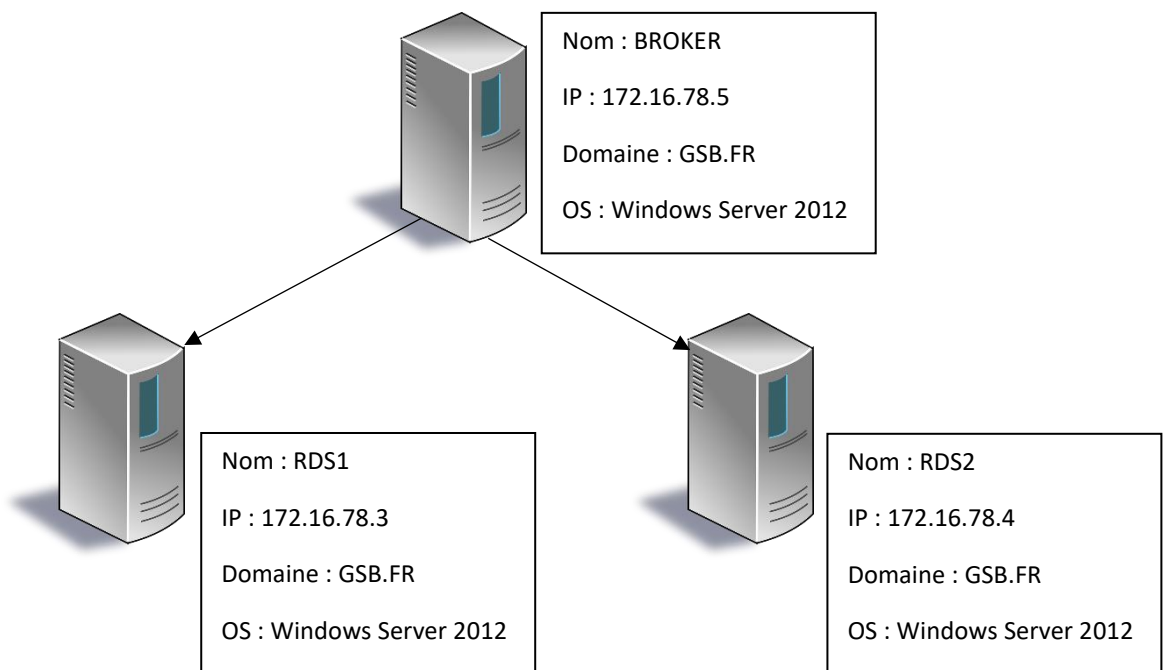 Nom : BROKER
IP : 172.16.78.5
Domaine : GSB.FR
OS : Windows Server 2012
Nom : RDS1
IP : 172.16.78.3
Domaine : GSB.FR
OS : Windows Server 2012
Nom : RDS2
IP : 172.16.78.4
Domaine : GSB.FR
OS : Windows Server 2012